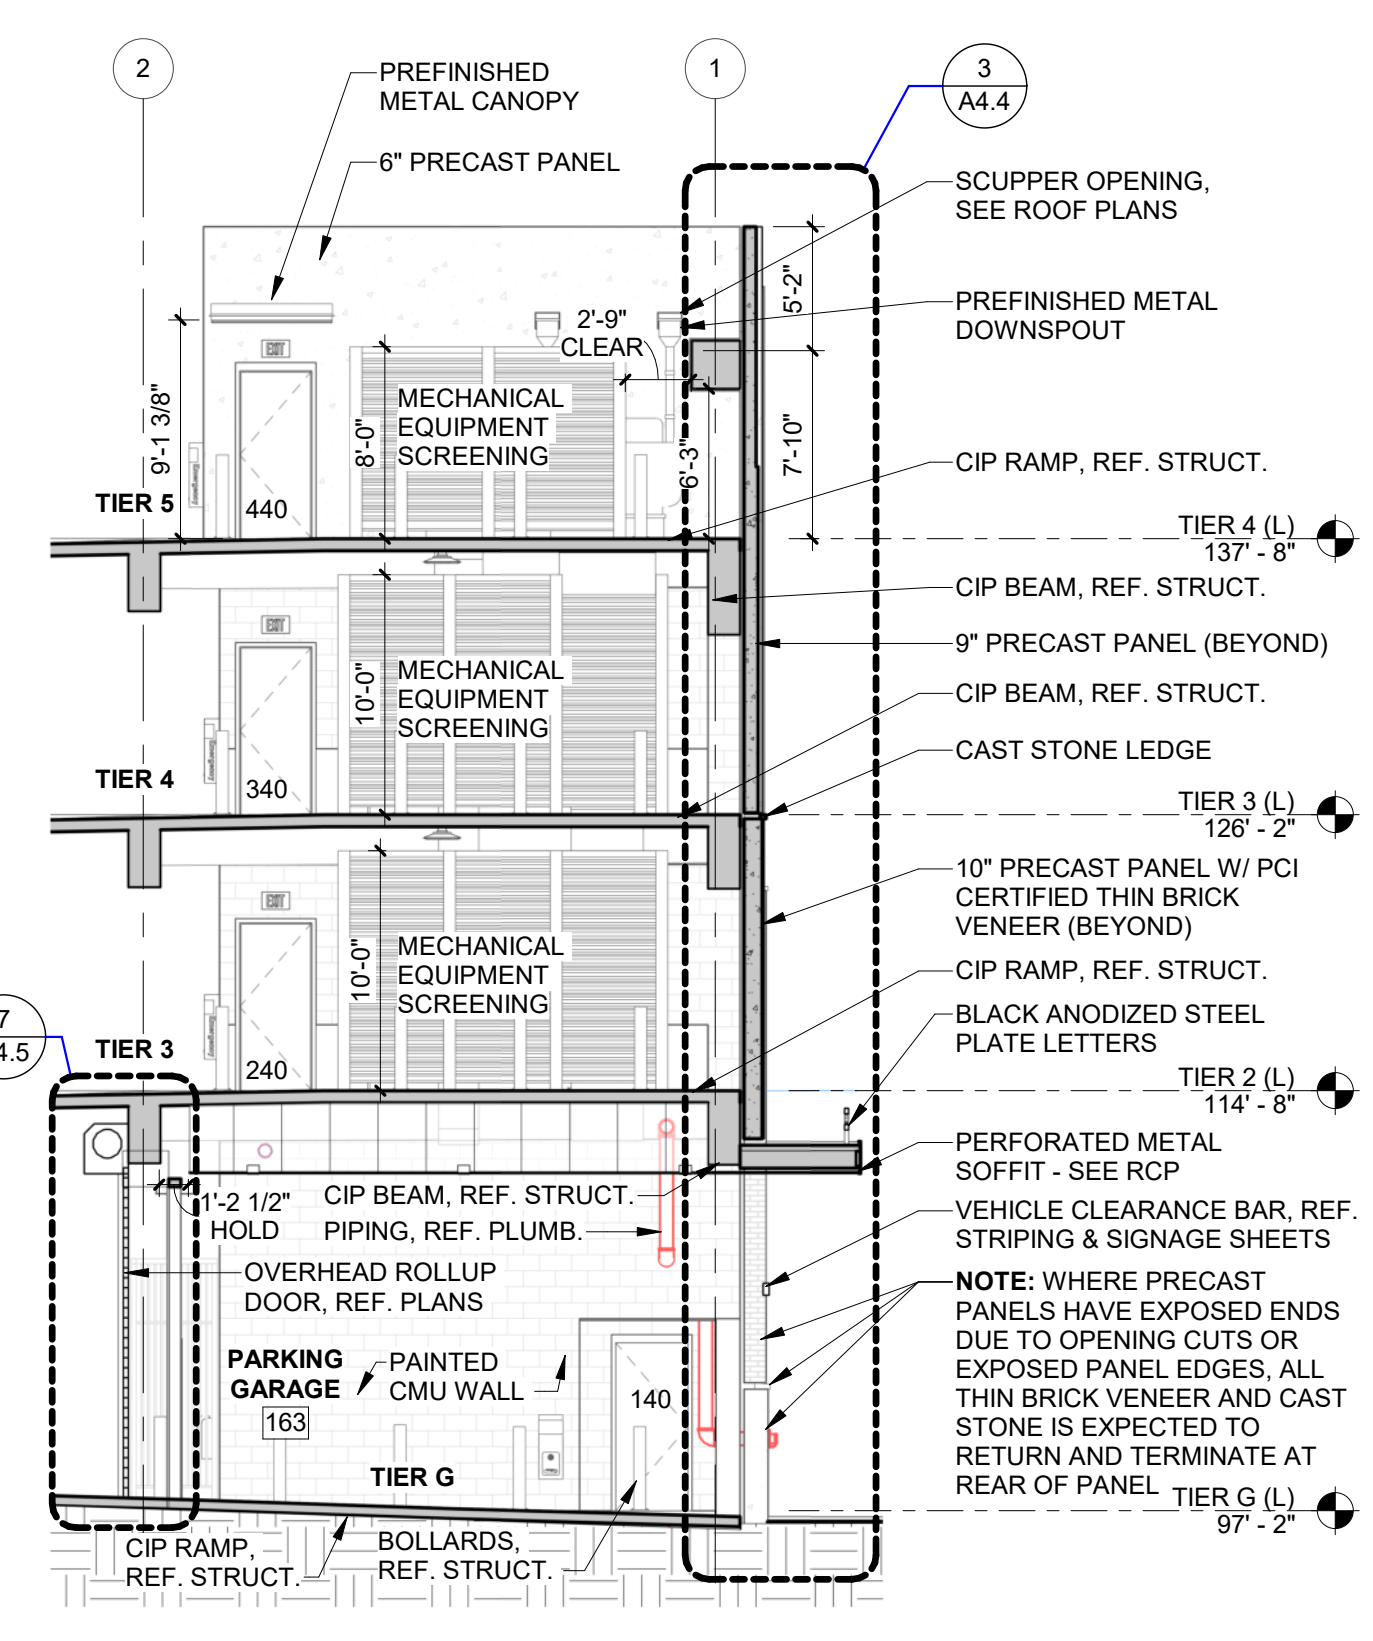 2
1
3
A4.4
PREFINISHED
METAL CANOPY
6" PRECAST PANEL
SCUPPER OPENING,
SEE ROOF PLANS
5'-2"
PREFINISHED METAL
DOWNSPOUT
2'-9"
CLEAR
EXIT
9'-1 3/8"
8'-0"
MECHANICAL
EQUIPMENT
SCREENING
6'-3"
7'-10"
CIP RAMP, REF. STRUCT.
Emergency
TIER 5
440
TIER 4 (L)
137' - 8"
CIP BEAM, REF. STRUCT.
EXIT
9" PRECAST PANEL (BEYOND)
10'-0"
MECHANICAL
EQUIPMENT
SCREENING
CIP BEAM, REF. STRUCT.
CAST STONE LEDGE
Emergency
TIER 4
340
TIER 3 (L)
126' - 2"
10" PRECAST PANEL W/ PCI
CERTIFIED THIN BRICK
VENEER (BEYOND)
EXIT
10'-0"
MECHANICAL
EQUIPMENT
SCREENING
CIP RAMP, REF. STRUCT.
BLACK ANODIZED STEEL
PLATE LETTERS
7
4.5
Emergency
TIER 3
240
TIER 2 (L)
114' - 8"
PERFORATED METAL
SOFFIT - SEE RCP
1'-2 1/2"
HOLD
CIP BEAM, REF. STRUCT.
PIPING, REF. PLUMB.
VEHICLE CLEARANCE BAR, REF.
STRIPING & SIGNAGE SHEETS
OVERHEAD ROLLUP
DOOR, REF. PLANS
NOTE: WHERE PRECAST
PANELS HAVE EXPOSED ENDS
DUE TO OPENING CUTS OR
EXPOSED PANEL EDGES, ALL
THIN BRICK VENEER AND CAST
STONE IS EXPECTED TO
RETURN AND TERMINATE AT
REAR OF PANEL
PARKING
GARAGE
163
PAINTED
CMU WALL
140
TIER G
TIER G (L)
97' - 2"
CIP RAMP,
REF. STRUCT.
BOLLARDS,
REF. STRUCT.